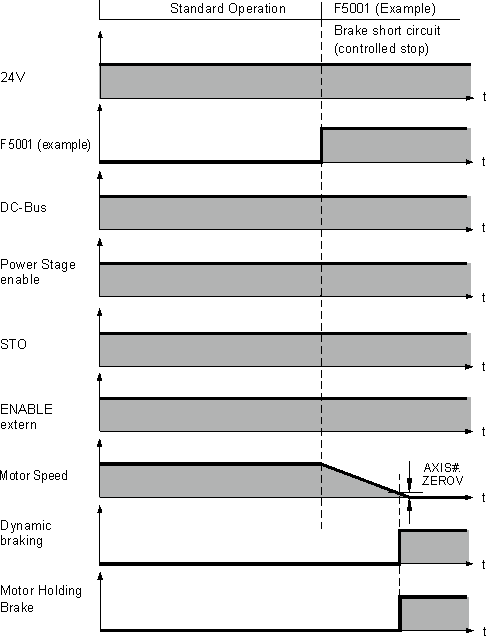 Standard Operation
F5001 (Example)
Brake short circuit
(controlled stop)
24V
t
F5001 (example)
t
DC-Bus
t
Power Stage
enable
t
STO
t
ENABLE
extern
t
Motor Speed
AXIS#.
ZEROV
t
Dynamic
braking
t
Motor Holding
Brake
t